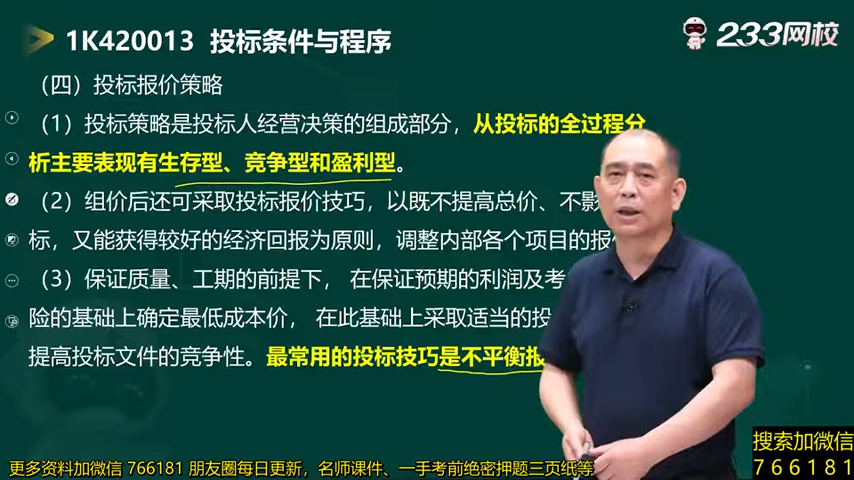 1K420013 投标条件与程序
233网校
（四）投标报价策略
（1）投标策略是投标人经营决策的组成部分，从投标的全过程分
析主要表现有生存型、竞争型和盈利型。
（2）组价后还可采取投标报价技巧，以既不提高总价、不影
标，又能获得较好的经济回报为原则，调整内部各个项目的报
（3）保证质量、工期的前提下， 在保证预期的利润及考
险的基础上确定最低成本价， 在此基础上采取适当的投
提高投标文件的竞争性。最常用的投标技巧是不平衡报
搜索加微信
766181
更多资料加微信 766181 朋友圈每日更新，名师课件、一手考前绝密押题三页纸等